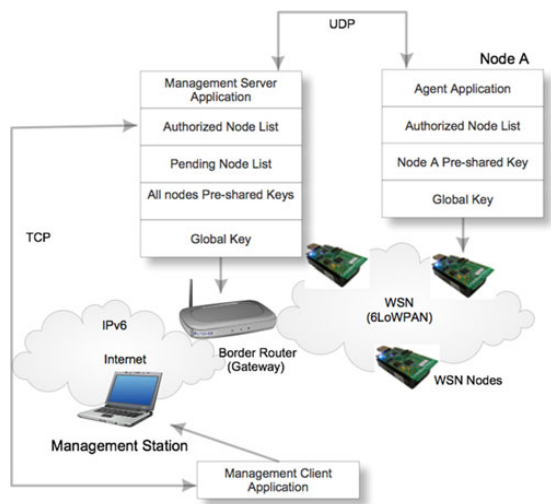 UDP
Node A
Management Server
Application
Authorized Node List
Pending Node List
All nodes Pre-shared Keys
Global Key
Agent Application
Authorized Node List
Node A Pre-shared Key
Global Key
TCP
IPv6
Internet
Border Router
(Gateway)
WSN
(6LoWPAN)
WSN Nodes
Management Station
Management Client
Application